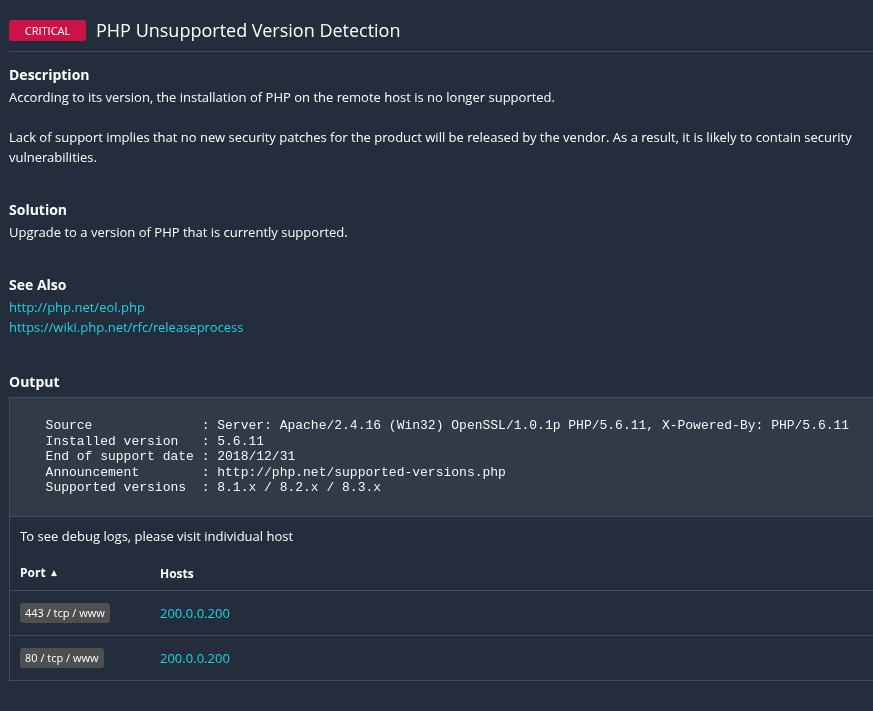 CRITICAL PHP Unsupported Version Detection
Description
According to its version, the installation of PHP on the remote host is no longer supported.
Lack of support implies that no new security patches for the product will be released by the vendor. As a result, it is likely to contain security
vulnerabilities.
Solution
Upgrade to a version of PHP that is currently supported.
See Also
http://php.net/eol.php
https://wiki.php.net/rfc/releaseprocess
Output
Source : Server: Apache/2.4.16 (Win32) OpenSSL/1.0.1p PHP/5.6.11, X-Powered-By: PHP/5.6.11
Installed version : 5.6.11
End of support date : 2018/12/31
Announcement : http://php.net/supported-versions.php
Supported versions : 8.1.x / 8.2.x / 8.3.x
To see debug logs, please visit individual host
Port ▲ Hosts
443 / tcp / www 200.0.0.200
80 / tcp / www 200.0.0.200